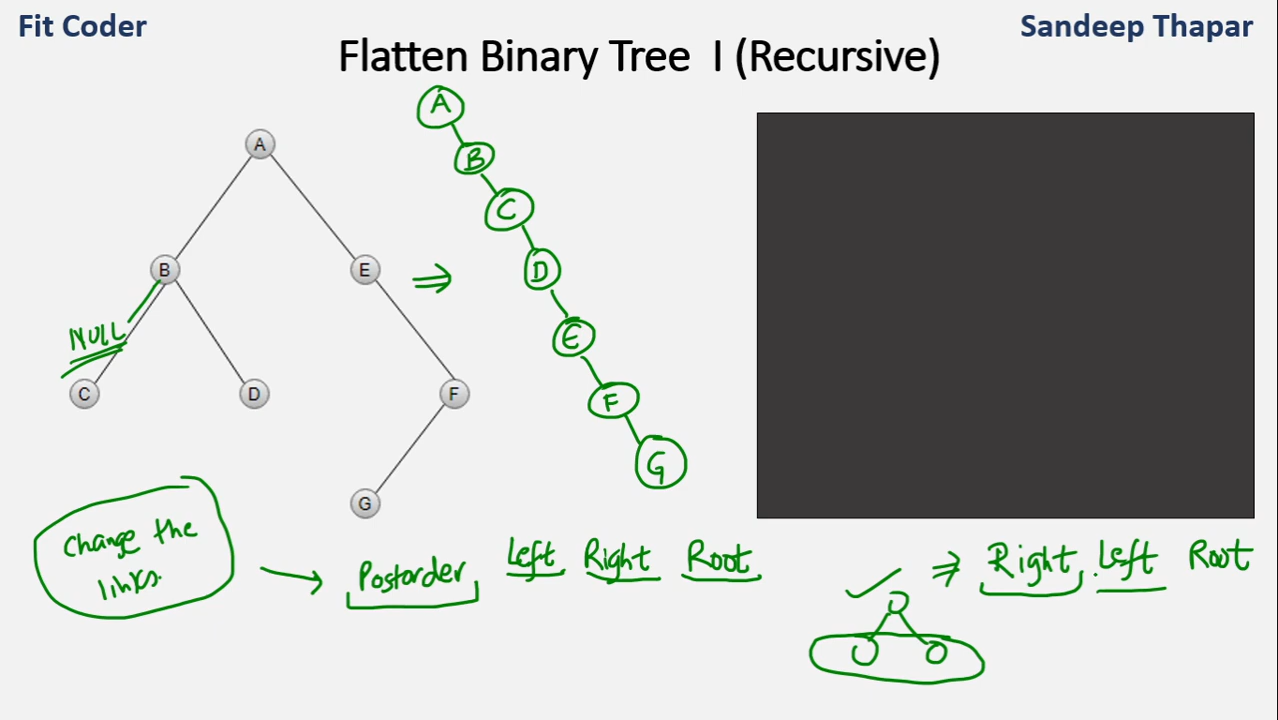 Fit Coder
Sandeep Thapar
Flatten Binary Tree I (Recursive)
A
B
E
C
D
F
G
NULL
A
B
C
D
E
F
G
⇒
Change the
links.
Postorder
Left Right Root
⇒ Right, Left Root